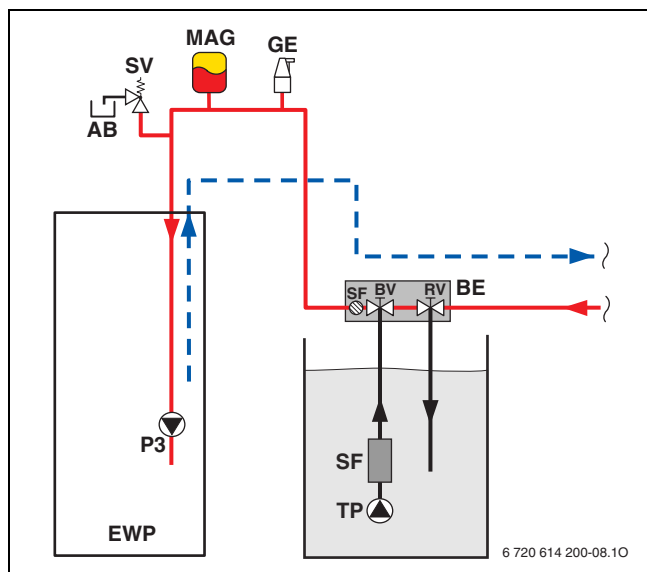 MAG
GE
SV
AB
SF
BV
RV
BE
P3
SF
EWP
TP
6 720 614 200-08.1O